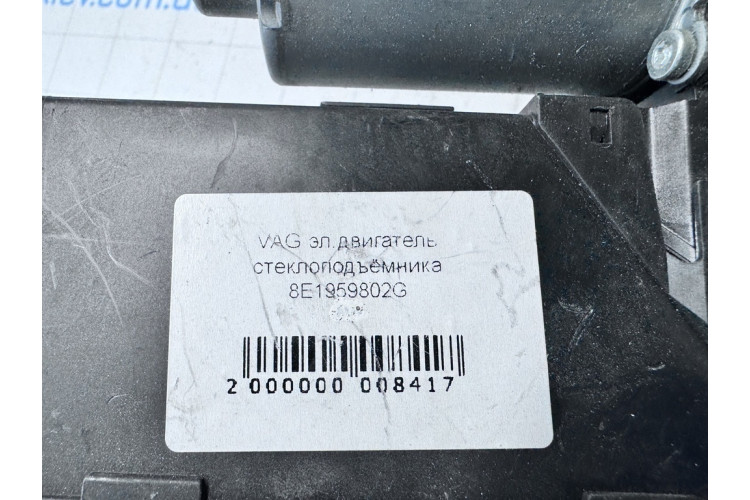 VAG эл.двигатель
стеклоподъёмника
8E1959802G
2 000000 008417